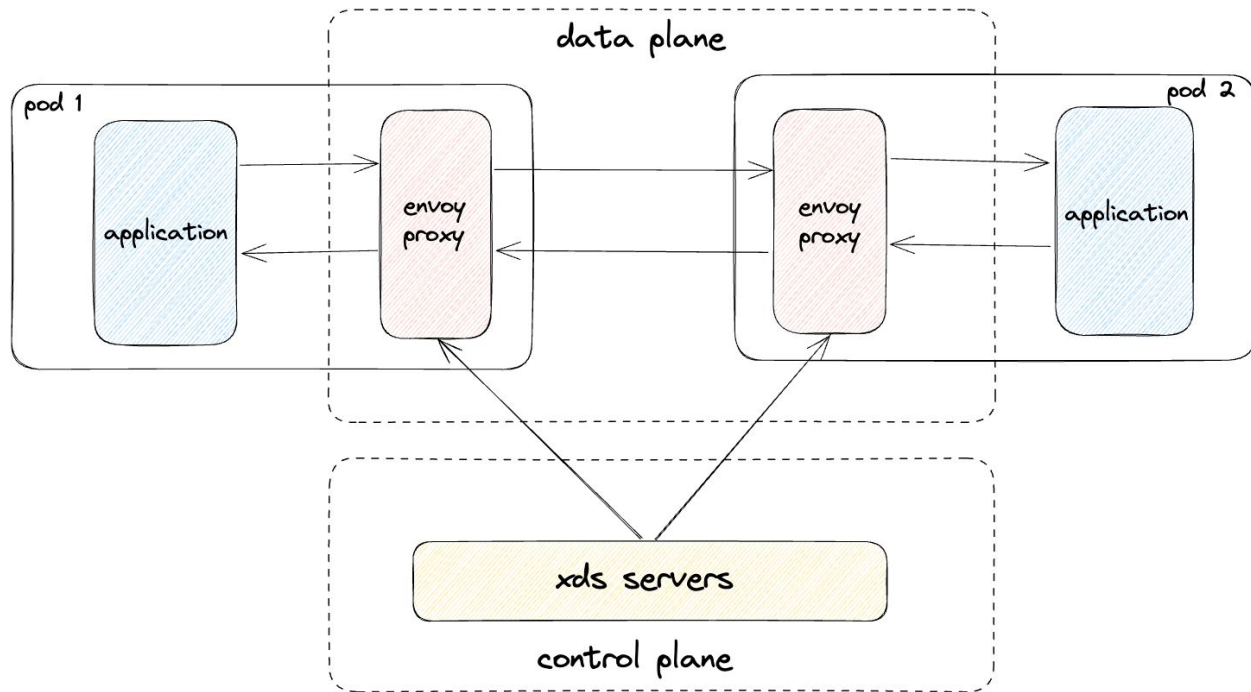 data plane
pod 1
pod 2
application
envoy
proxy
envoy
proxy
application
xds servers
control plane